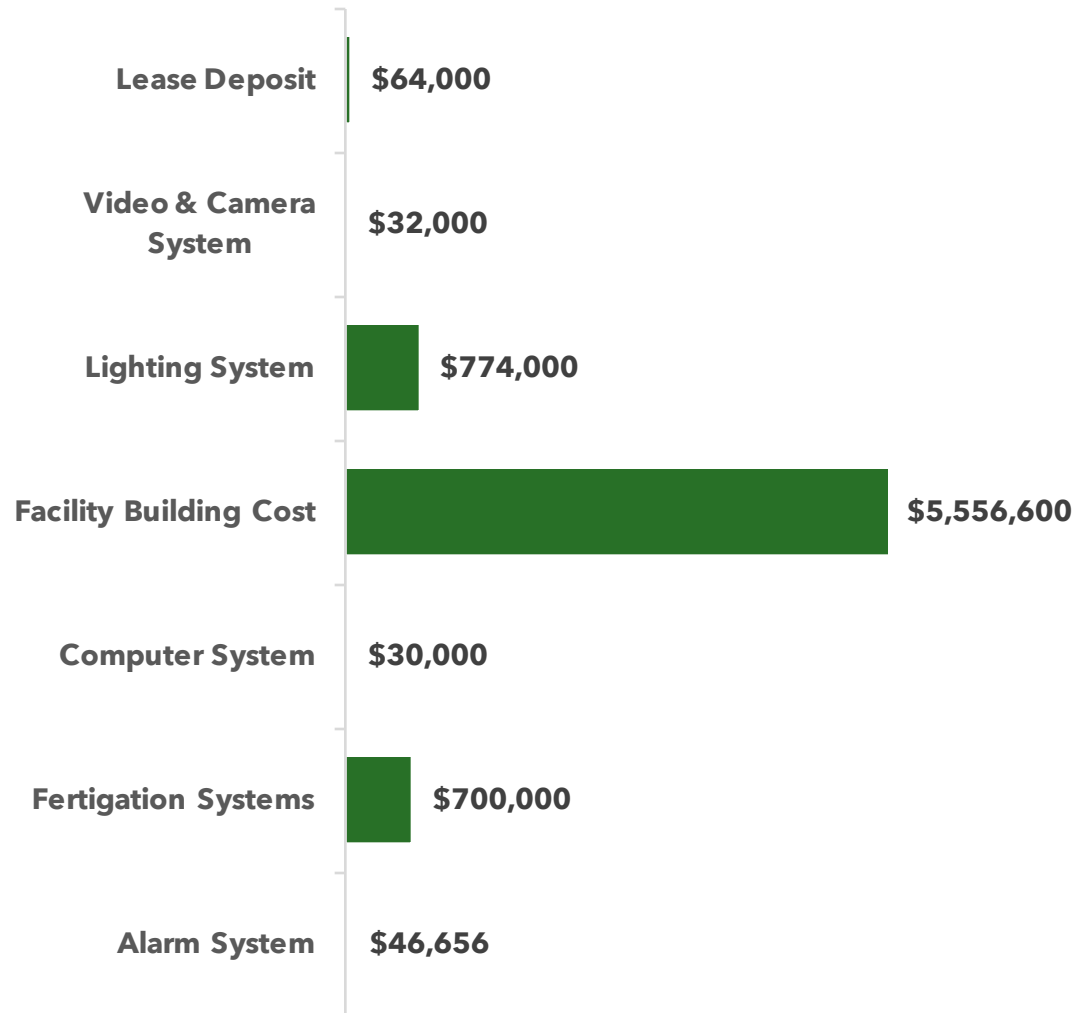 Lease Deposit $64,000
Video & Camera
System $32,000
Lighting System $774,000
Facility Building Cost $5,556,600
Computer System $30,000
Fertigation Systems $700,000
Alarm System $46,656